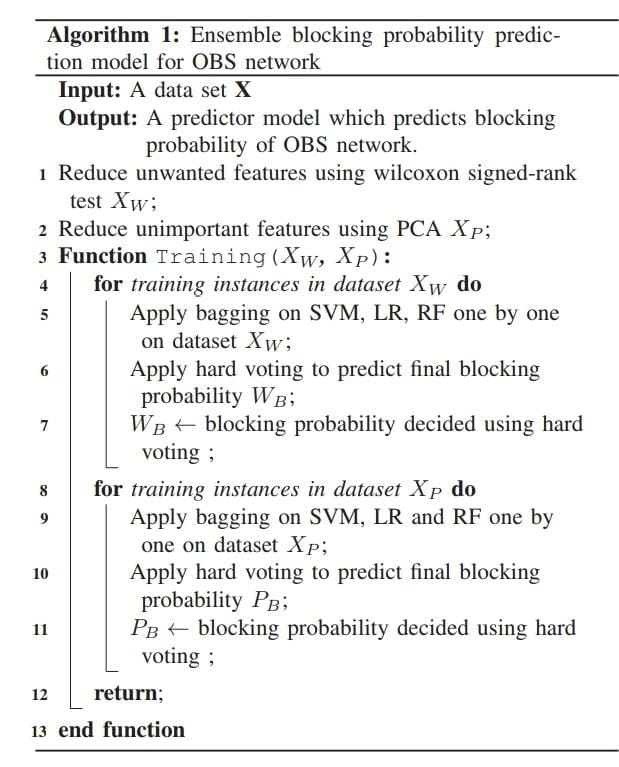 Algorithm 1: Ensemble blocking probability predic-
tion model for OBS network
Input: A data set X
Output: A predictor model which predicts blocking
probability of OBS network.
1 Reduce unwanted features using wilcoxon signed-rank
test X_W;
2 Reduce unimportant features using PCA X_P;
3 Function Training(X_W, X_P):
4 for training instances in dataset X_W do
5 Apply bagging on SVM, LR, RF one by one
on dataset X_W;
6 Apply hard voting to predict final blocking
probability W_B;
7 W_B ← blocking probability decided using hard
voting ;
8 for training instances in dataset X_P do
9 Apply bagging on SVM, LR and RF one by
one on dataset X_P;
10 Apply hard voting to predict final blocking
probability P_B;
11 P_B ← blocking probability decided using hard
voting ;
12 return;
13 end function